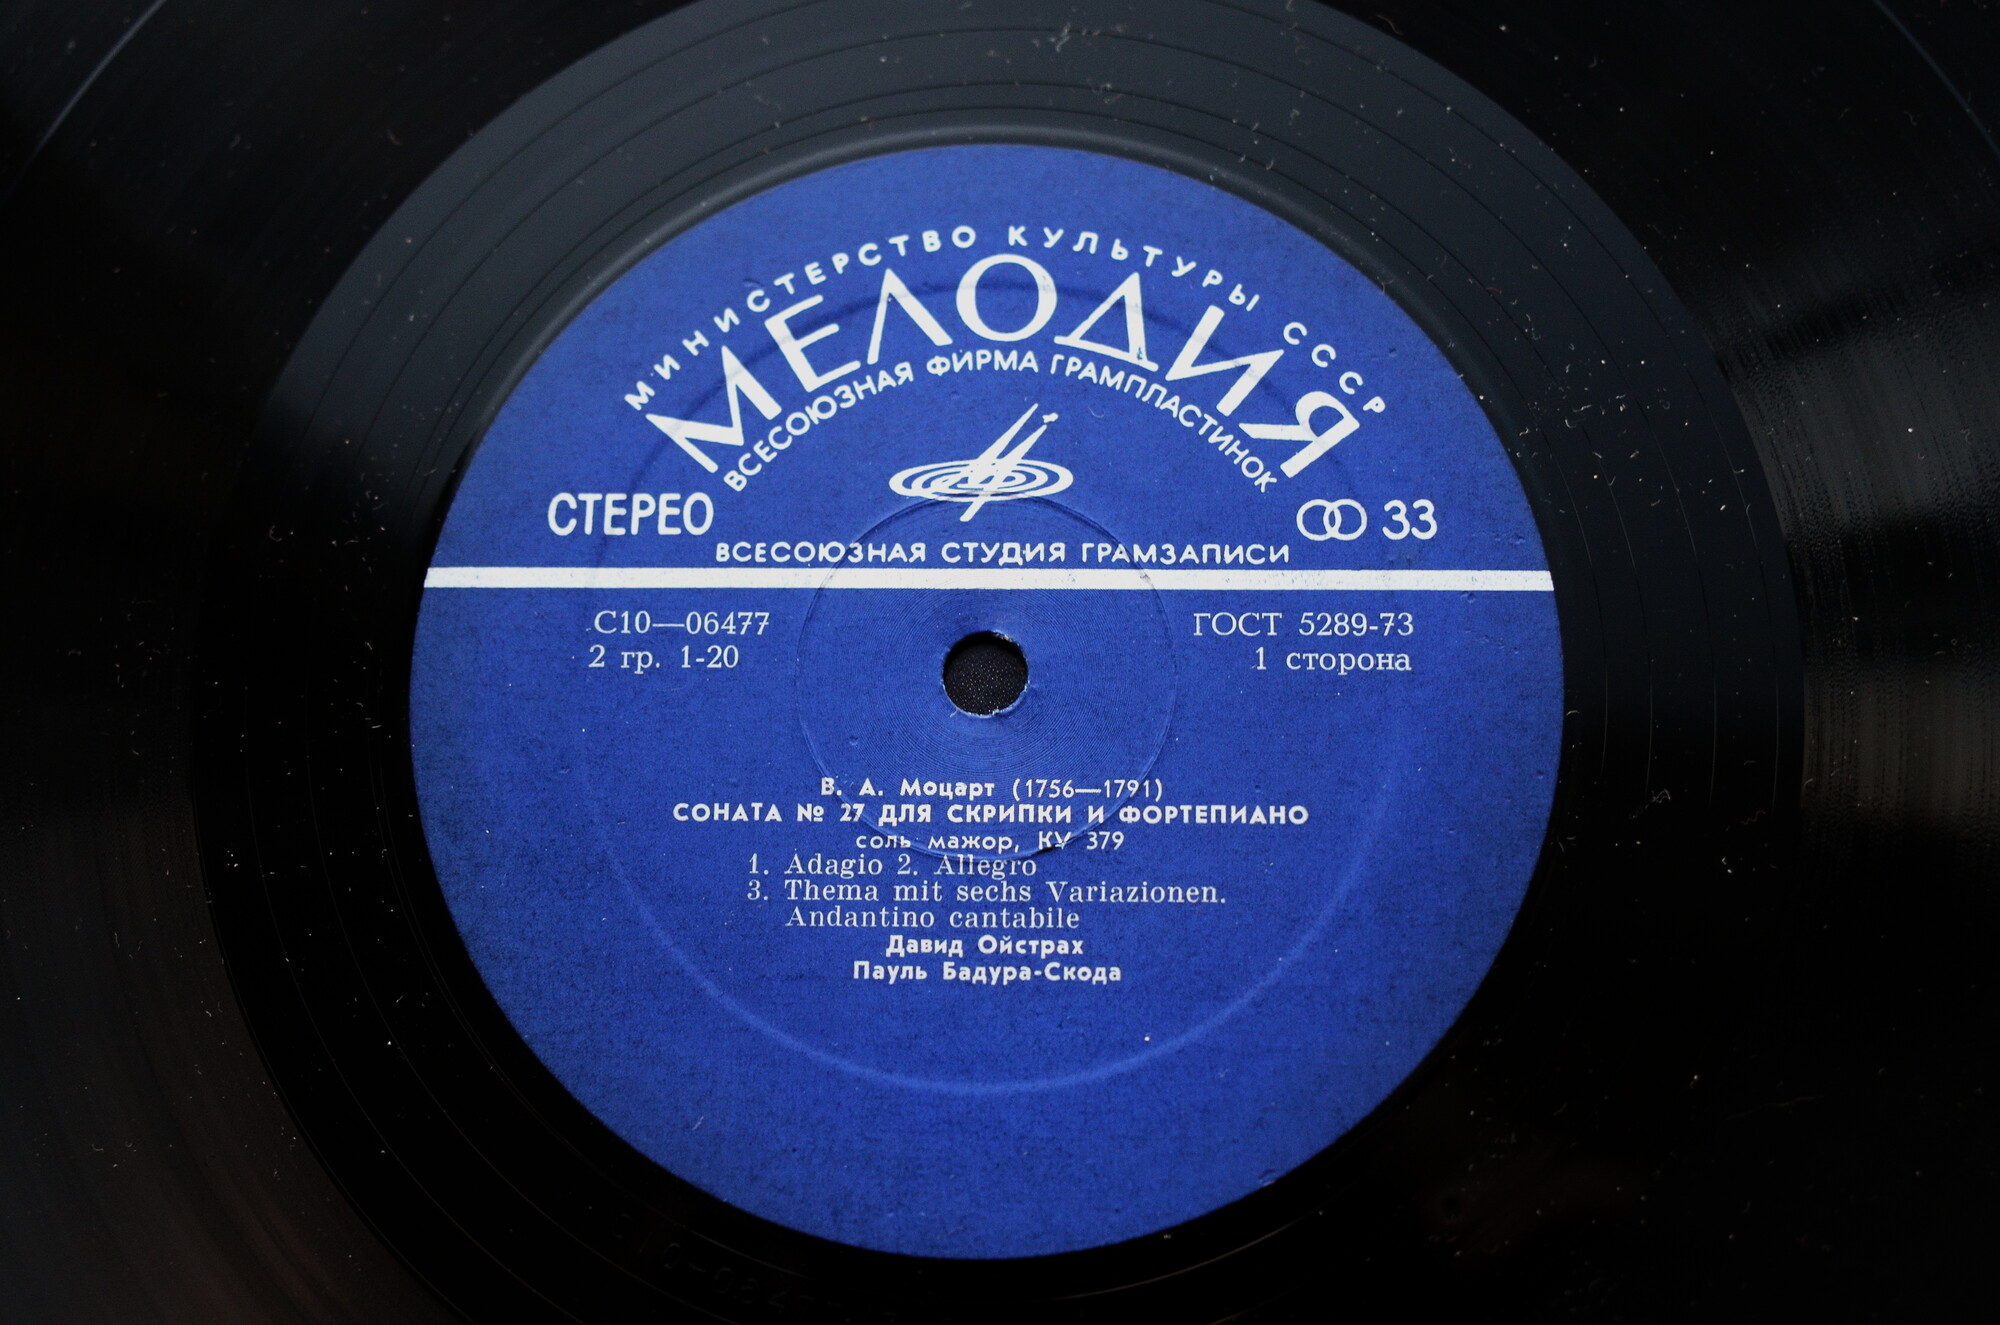 МИНИСТЕРСТВО КУЛЬТУРЫ СССР
МЕЛОДИЯ
ВСЕСОЮЗНАЯ ФИРМА ГРАМПЛАСТИНОК
СТЕРЕО
33
ВСЕСОЮЗНАЯ СТУДИЯ ГРАМЗАПИСИ
С10—06477
ГОСТ 5289-73
2 гр. 1-20
1 сторона
В. А. Моцарт (1756—1791)
СОНАТА № 27 ДЛЯ СКРИПКИ И ФОРТЕПИАНО
соль мажор, КУ 379
1. Adagio 2. Allegro
3. Thema mit sechs Variazionen.
Andantino cantabile
Давид Ойстрах
Пауль Бадура-Скода